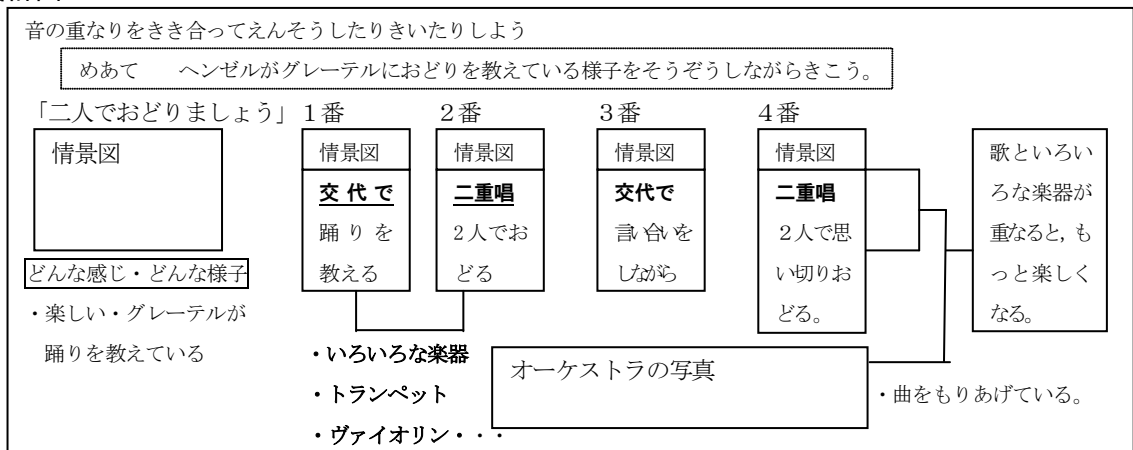 音の重なりをきき合ってえんそうしたりきいたりしよう
めあて　　ヘンゼルがグレーテルにおどりを教えている様子をそうぞうしながらきこう。
「二人でおどりましょう」
情景図
どんな感じ・どんな様子
・楽しい・グレーテルが
踊りを教えている
1番
情景図
交代で
踊りを
教える
2番
情景図
二重唱
2人でお
どる
・いろいろな楽器
・トランペット
・ヴァイオリン・・・
3番
情景図
交代で
言い合いを
しながら
4番
情景図
二重唱
2人で思
い切りお
どる。
オーケストラの写真
・曲をもりあげている。
歌といろい
ろな楽器が
重なると,も
っと楽しく
なる。